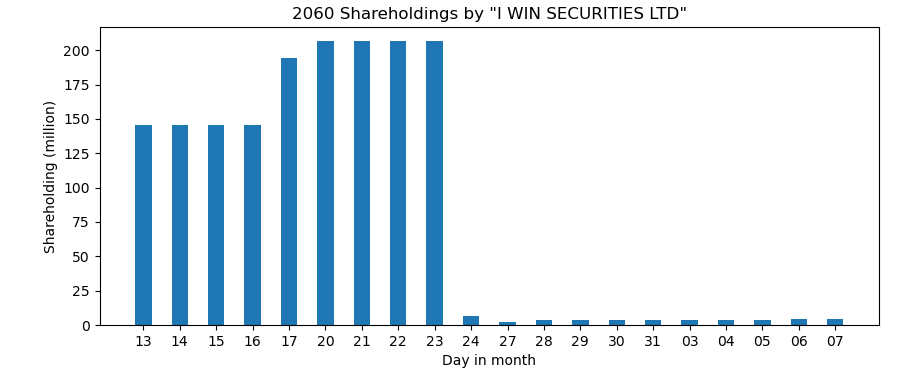 2060 Shareholdings by "I WIN SECURITIES LTD"
Shareholding (million)
200
175
150
125
100
75
50
25
0
13 14 15 16 17 20 21 22 23 24 27 28 29 30 31 03 04 05 06 07
Day in month